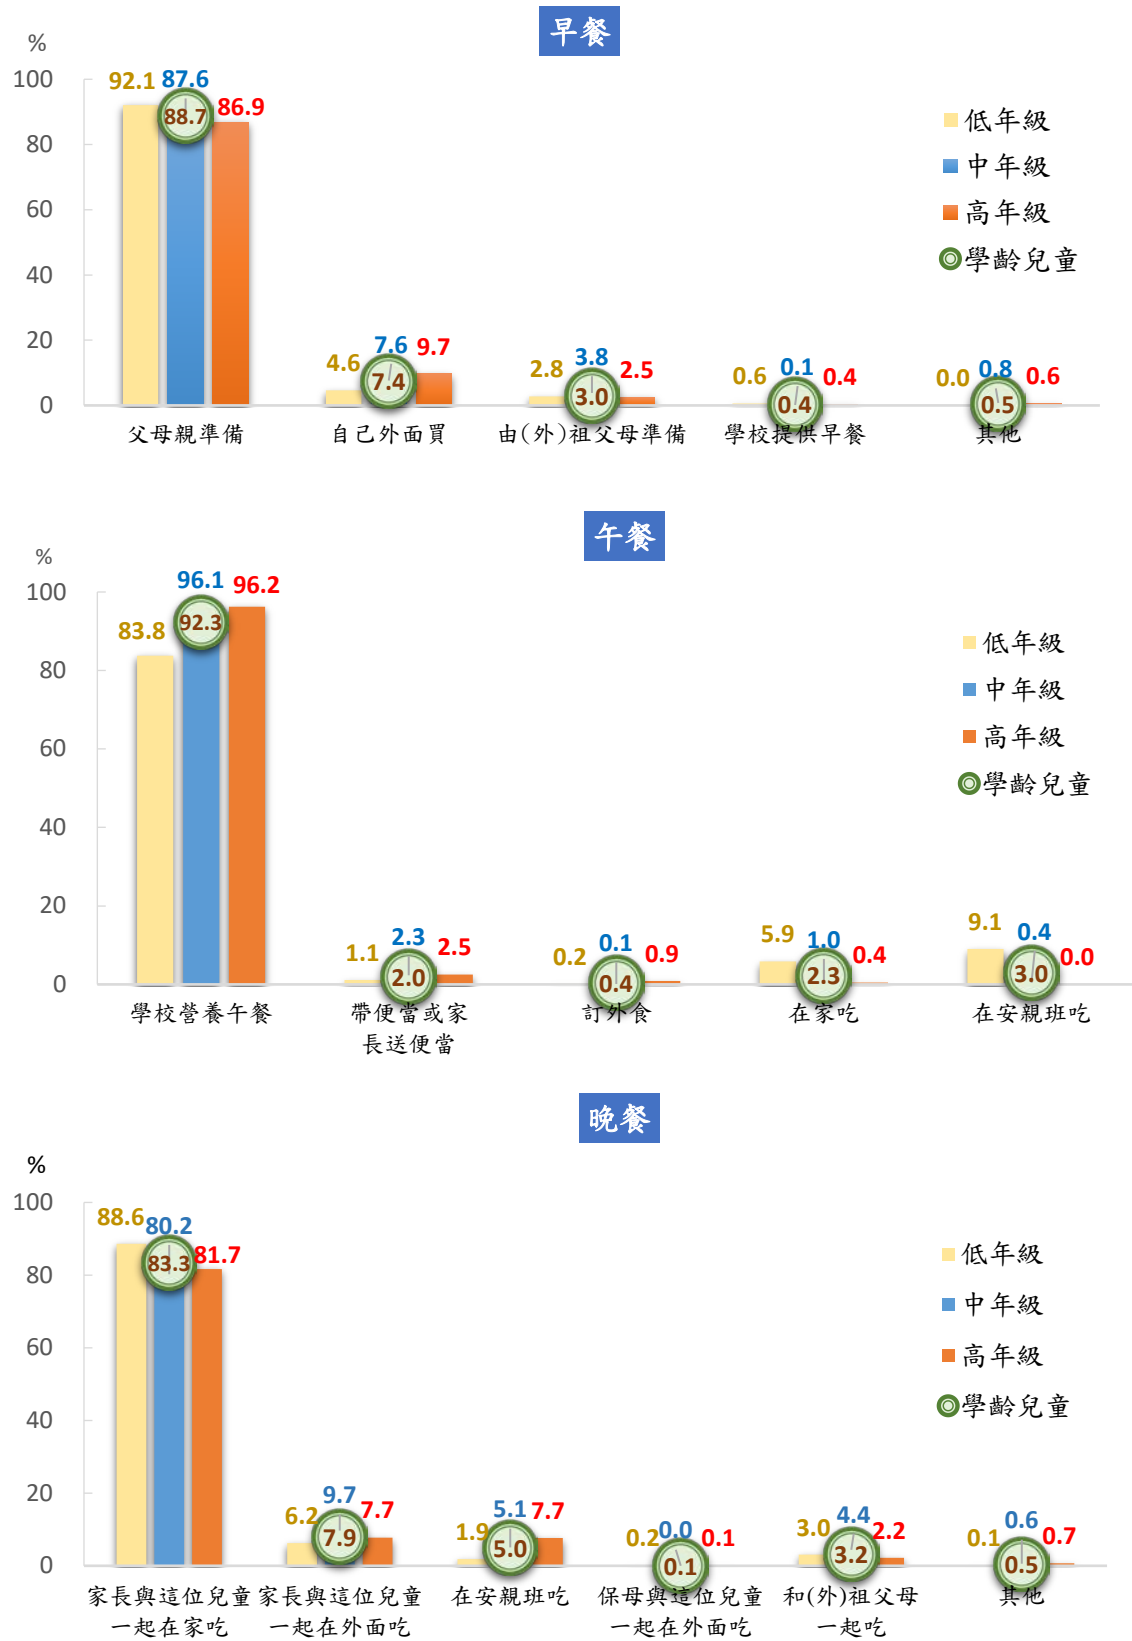 早餐
%
100
80
60
40
20
0
92.1 87.6 86.9
88.7
4.6 7.6 9.7
7.4
2.8 3.8 2.5
3.0
0.6 0.1 0.4
0.4
0.0 0.8 0.6
0.5
低年級
中年級
高年級
學齡兒童
父母親準備
自己外面買
由(外)祖父母準備
學校提供早餐
其他
午餐
%
100
80
60
40
20
0
83.8 96.1 96.2
92.3
1.1 2.3 2.5
2.0
0.2 0.1 0.9
0.4
5.9 1.0 0.4
2.3
9.1 0.4 0.0
3.0
低年級
中年級
高年級
學齡兒童
學校營養午餐
帶便當或家
長送便當
訂外食
在家吃
在安親班吃
晚餐
%
100
80
60
40
20
0
88.6 80.2 81.7
83.3
6.2 9.7 7.7
7.9
1.9 5.1 7.7
5.0
0.2 0.0 0.1
0.1
3.0 4.4 2.2
3.2
0.1 0.6 0.7
0.5
低年級
中年級
高年級
學齡兒童
家長與這位兒童
一起在家吃
家長與這位兒童
一起在外面吃
在安親班吃
保母與這位兒童
一起在外面吃
和(外)祖父母
一起吃
其他